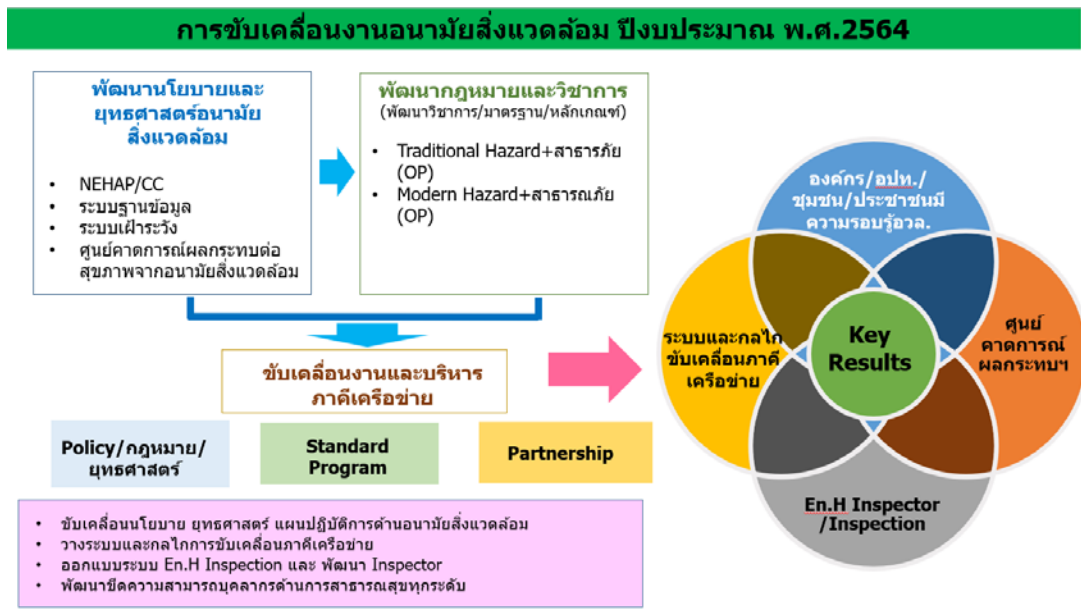 การขับเคลื่อนงานอนามัยสิ่งแวดล้อม ปีงบประมาณ พ.ศ.2564
พัฒนานโยบายและ
ยุทธศาสตร์อนามัย
สิ่งแวดล้อม
• NEHAP/CC
• ระบบฐานข้อมูล
• ระบบเฝ้าระวัง
• ศูนย์คาดการณ์ผลกระทบต่อ
สุขภาพจากอนามัยสิ่งแวดล้อม
พัฒนากฎหมายและวิชาการ
(พัฒนาวิชาการ/มาตรฐาน/หลักเกณฑ์)
• Traditional Hazard+สาธารภัย
(OP)
• Modern Hazard+สาธารณภัย
(OP)
ขับเคลื่อนงานและบริหาร
ภาคีเครือข่าย
Policy/กฎหมาย/
ยุทธศาสตร์
Standard
Program
Partnership
• ขับเคลื่อนนโยบาย ยุทธศาสตร์ แผนปฏิบัติการด้านอนามัยสิ่งแวดล้อม
• วางระบบและกลไกการขับเคลื่อนภาคีเครือข่าย
• ออกแบบระบบ En.H Inspection และ พัฒนา Inspector
• พัฒนาขีดความสามารถบุคลากรด้านการสาธารณสุขทุกระดับ
องค์กร/อปท./
ชุมชน/ประชาชนมี
ความรอบรู้อวล.
ระบบและกลไก
ขับเคลื่อนภาคี
เครือข่าย
Key
Results
ศูนย์
คาดการณ์
ผลกระทบฯ
En.H Inspector
/Inspection